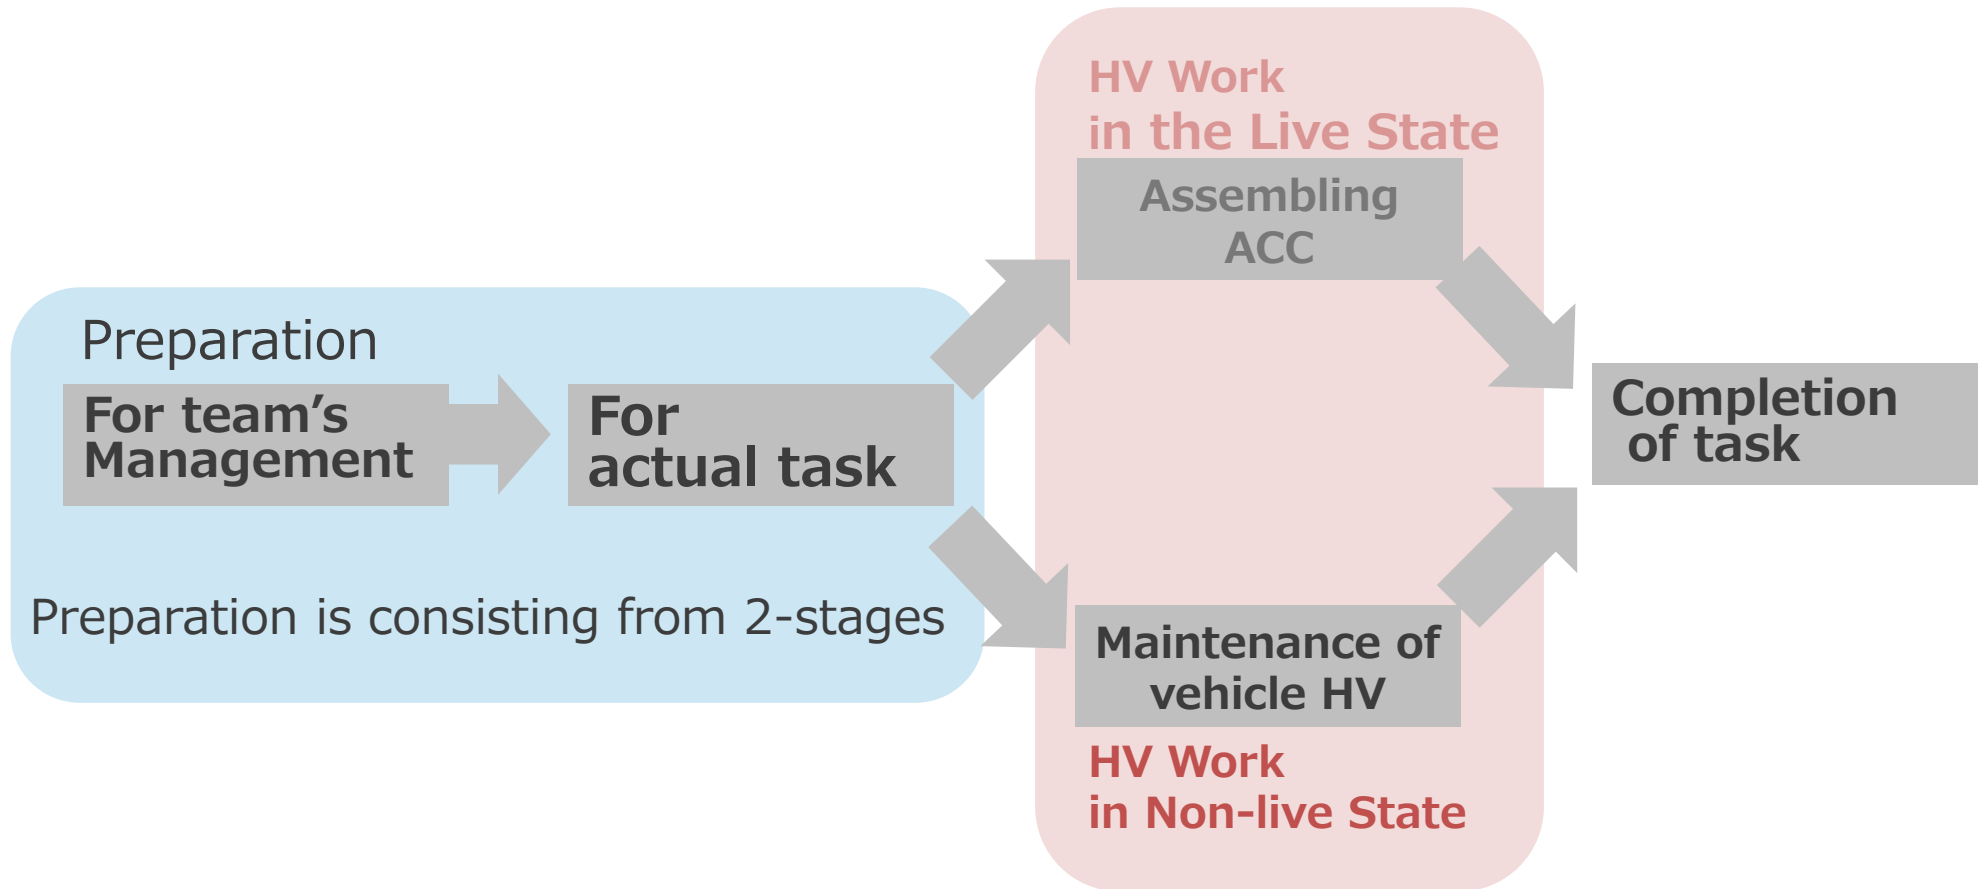 Preparation
For team’s
Management
For
actual task
Preparation is consisting from 2-stages
HV Work
in the Live State
Assembling
ACC
Maintenance of
vehicle HV
HV Work
in Non-live State
Completion
of task